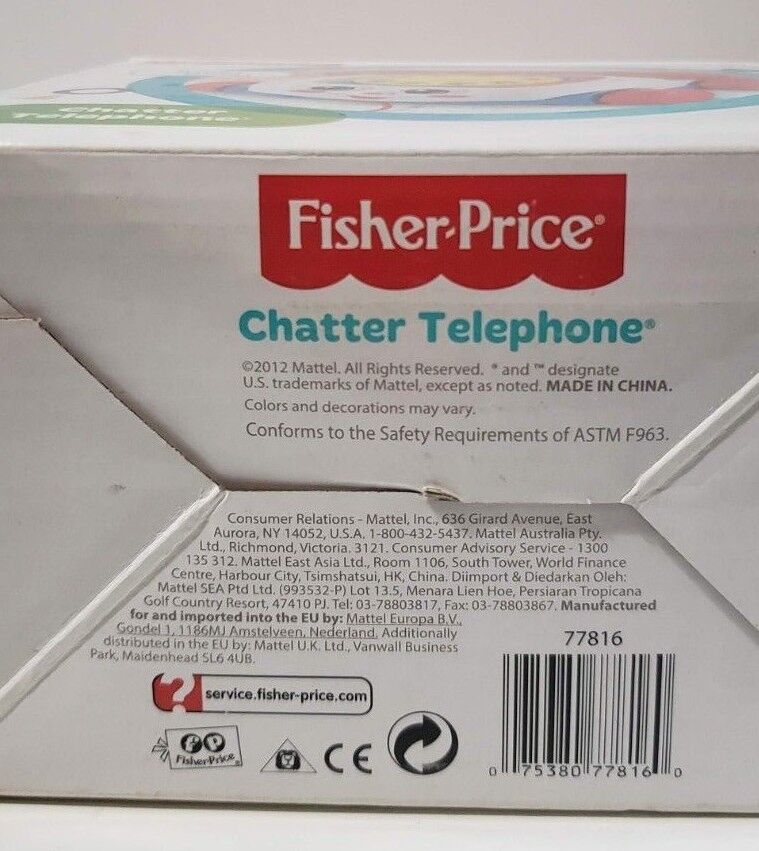 Chatter
Telephone
Fisher-Price®
Chatter Telephone®
©2012 Mattel. All Rights Reserved. ® and ™ designate
U.S. trademarks of Mattel, except as noted. MADE IN CHINA.
Colors and decorations may vary.
Conforms to the Safety Requirements of ASTM F963.
Consumer Relations - Mattel, Inc., 636 Girard Avenue, East
Aurora, NY 14052, U.S.A. 1-800-432-5437. Mattel Australia Pty.
Ltd., Richmond, Victoria. 3121. Consumer Advisory Service - 1300
135 312. Mattel East Asia Ltd., Room 1106, South Tower, World Finance
Centre, Harbour City, Tsimshatsui, HK, China. Diimport & Diedarkan Oleh:
Mattel SEA Ptd Ltd. (993532-P) Lot 13.5, Menara Lien Hoe, Persiaran Tropicana
Golf Country Resort, 47410 PJ. Tel: 03-78803817, Fax: 03-78803867. Manufactured
for and imported into the EU by: Mattel Europa B.V.,
Gondel 1, 1186MJ Amstelveen, Nederland. Additionally
distributed in the EU by: Mattel U.K. Ltd., Vanwall Business
Park, Maidenhead SL6 4UB.
77816
? service.fisher-price.com
FP
Fisher-Price
CE
0 75380 77816 0